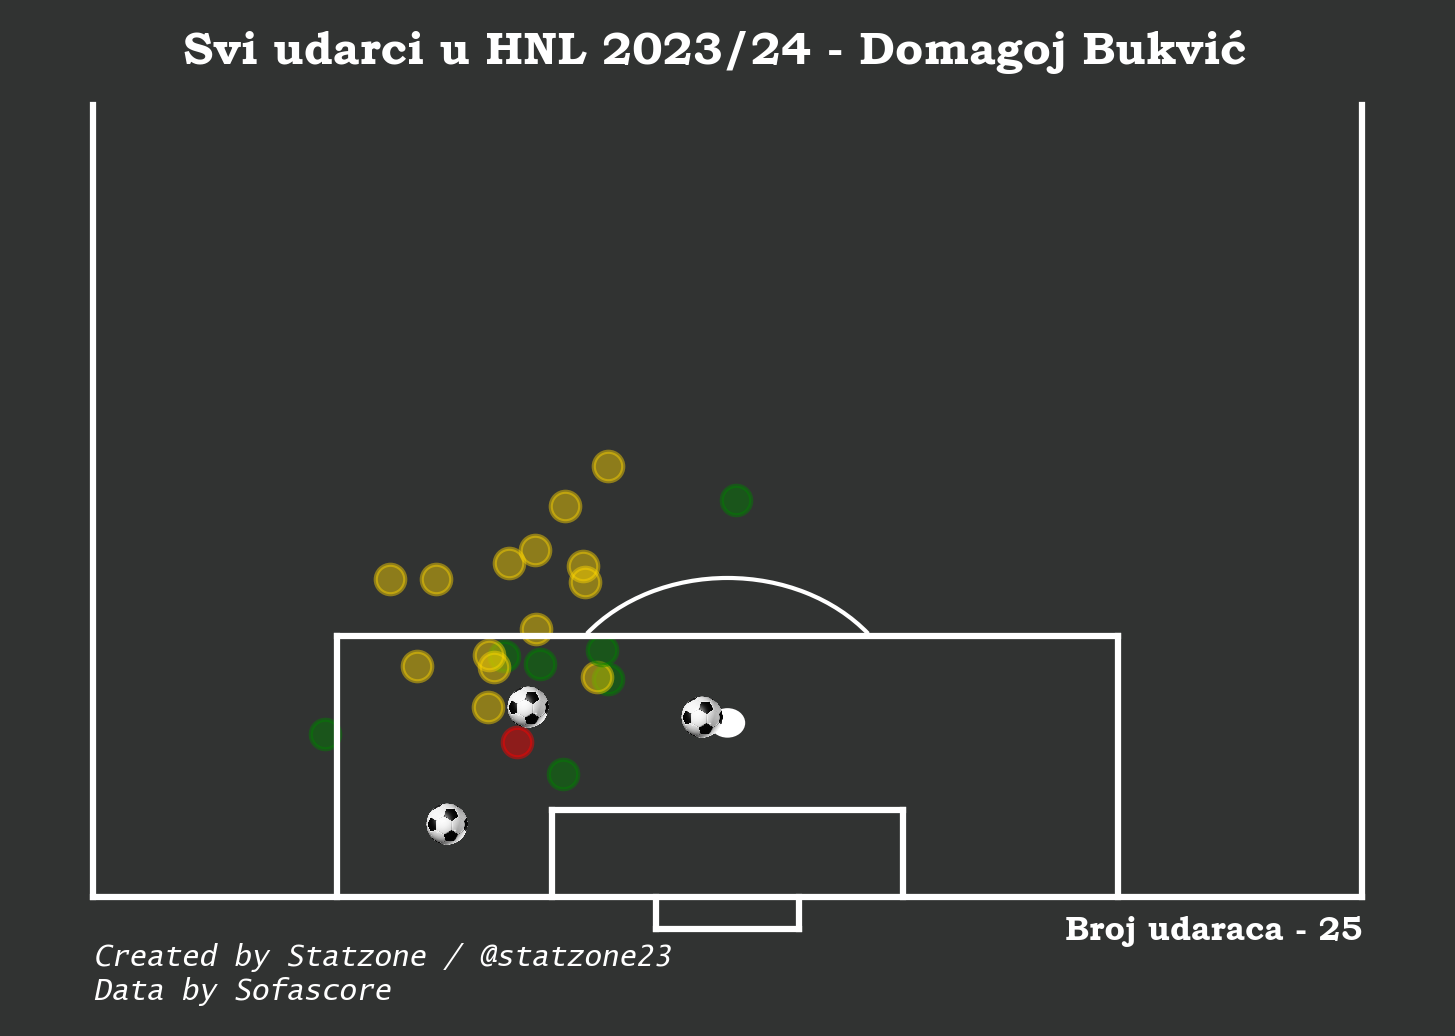 Svi udarci u HNL 2023/24 - Domagoj Bukvić
Broj udaraca - 25
Created by Statzone / @statzone23
Data by Sofascore